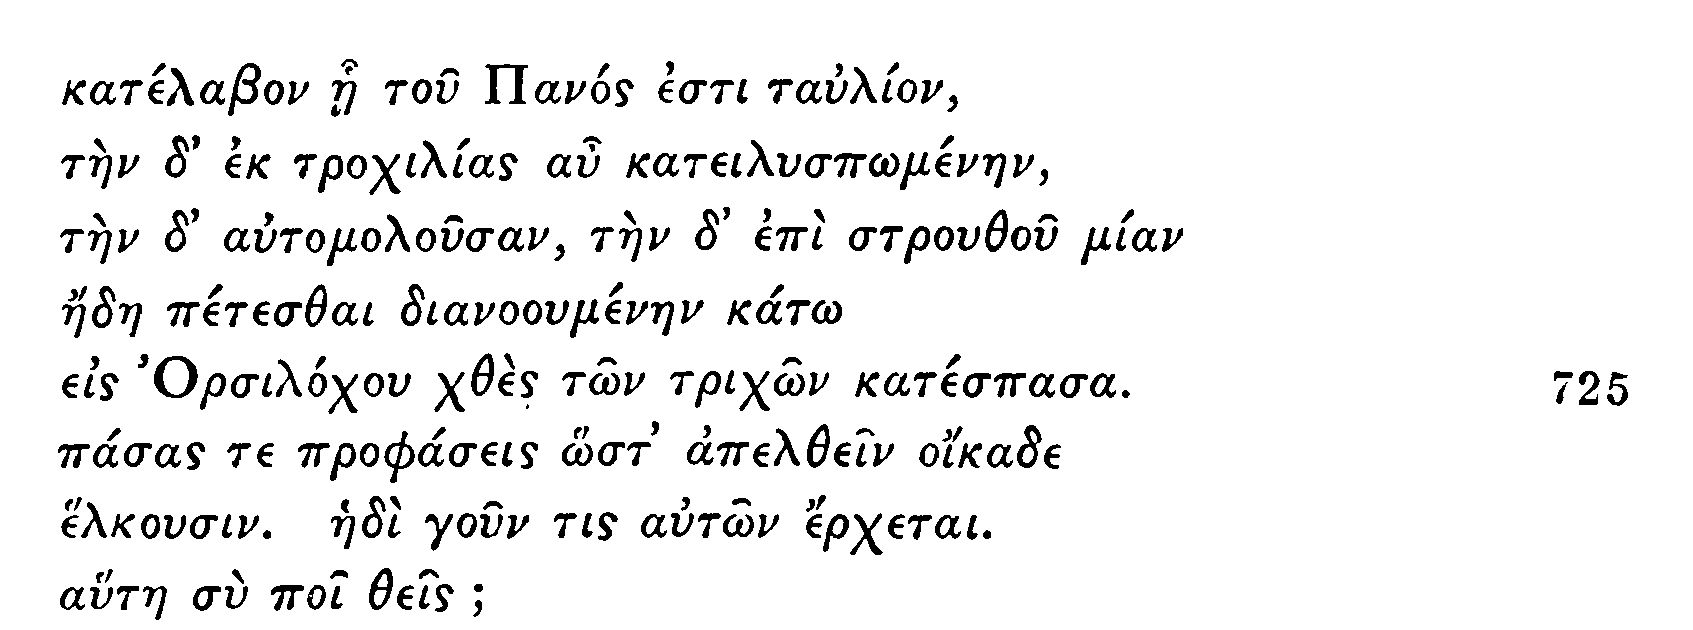 κατέλαβον ᾗ τοῦ Πανός ἐστι ταὐλίον,
τὴν δ’ ἐκ τροχιλίας αὖ κατειλυσπωμένην,
τὴν δ’ αὐτομολοῦσαν, τὴν δ’ ἐπὶ στρουθοῦ μίαν
ἤδη πέτεσθαι διανοουμένην κάτω
εἰς Ὀρσιλόχου χθὲς τῶν τριχῶν κατέσπασα. 725
πάσας τε προφάσεις ὥστ’ ἀπελθεῖν οἴκαδε
ἕλκουσιν. ἡδὶ γοῦν τις αὐτῶν ἔρχεται.
αὕτη σὺ ποῖ θεῖς ;